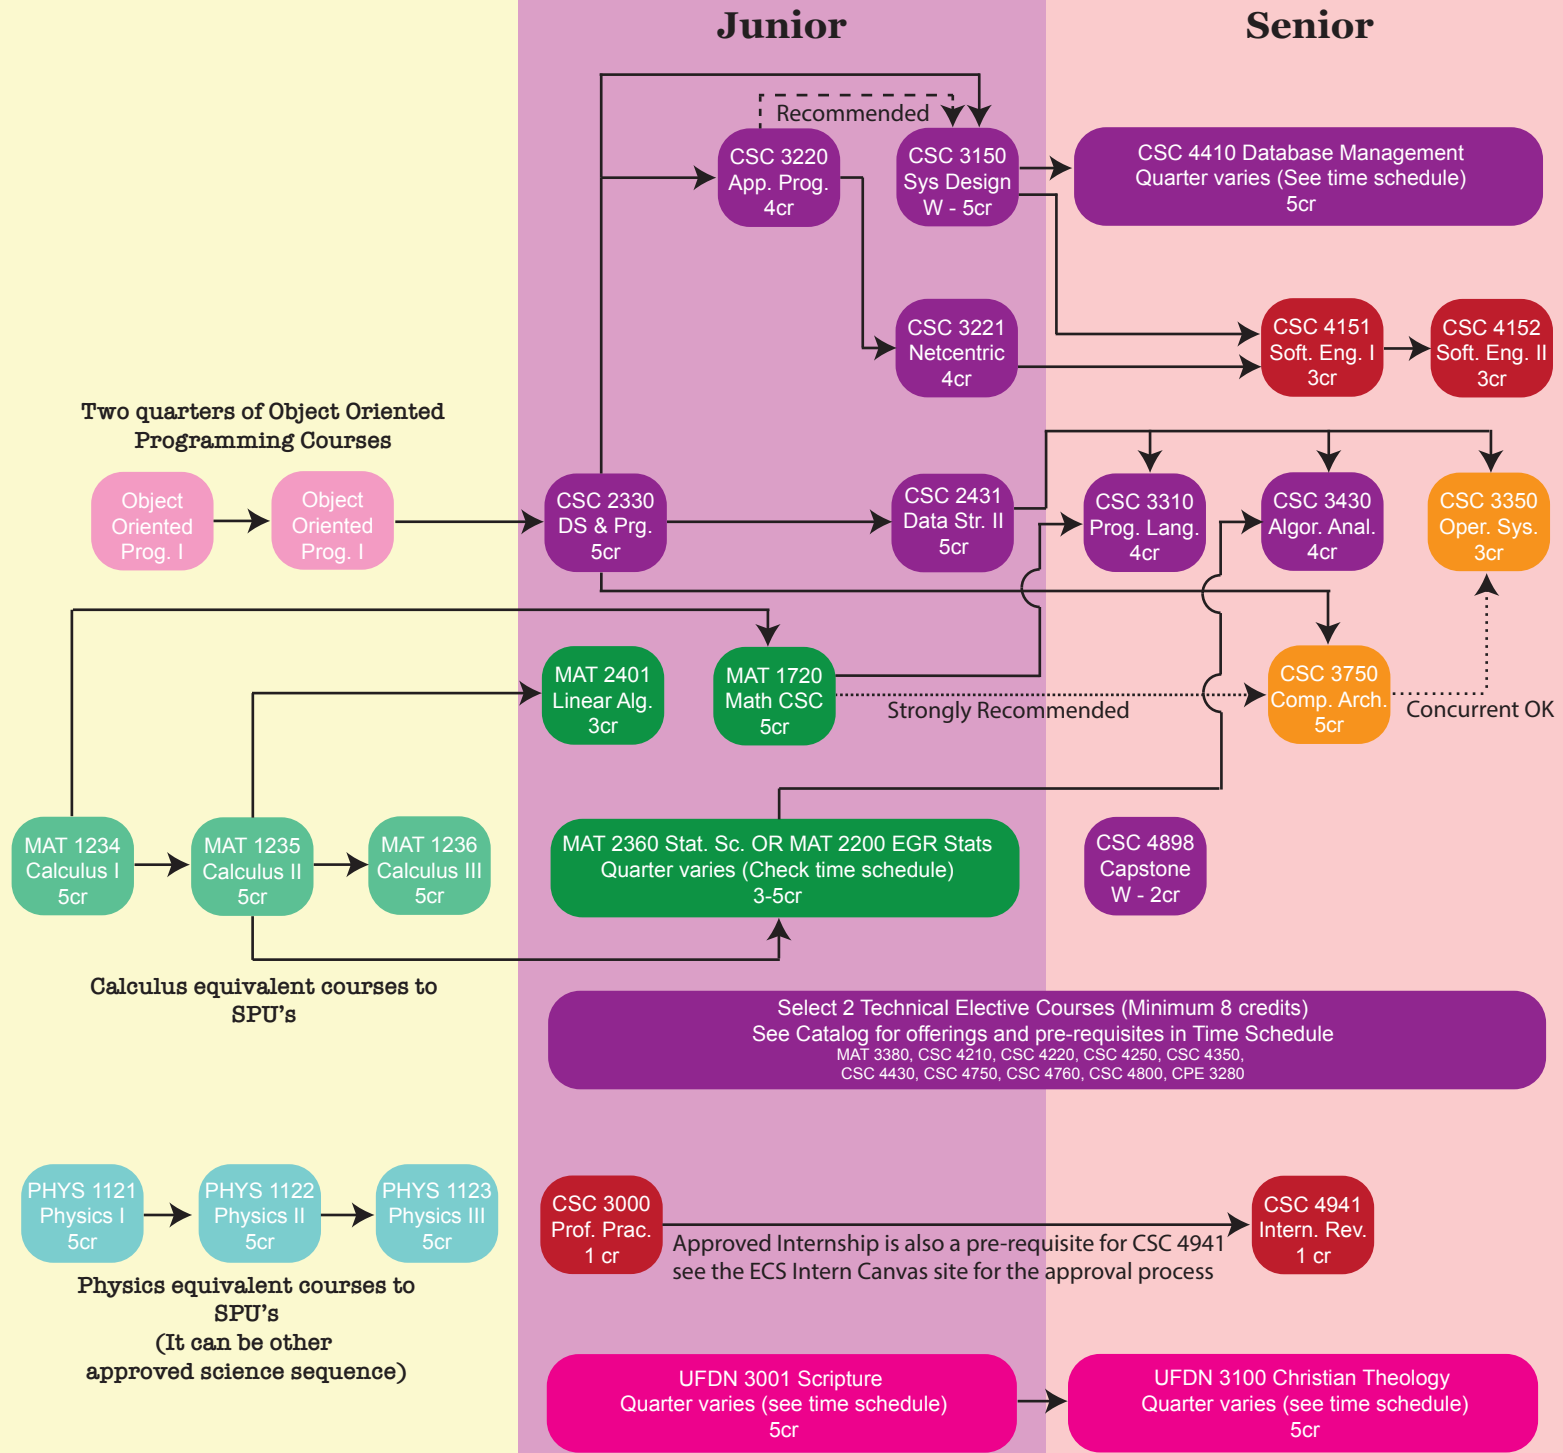 Junior
Senior
Recommended
CSC 3220
App. Prog.
4cr
CSC 3150
Sys Design
W - 5cr
CSC 4410 Database Management
Quarter varies (See time schedule)
5cr
CSC 3221
Netcentric
4cr
CSC 4151
Soft. Eng. I
3cr
CSC 4152
Soft. Eng. II
3cr
Two quarters of Object Oriented
Programming Courses
Object
Oriented
Prog. I
Object
Oriented
Prog. I
CSC 2330
DS & Prg.
5cr
CSC 2431
Data Str. II
5cr
CSC 3310
Prog. Lang.
4cr
CSC 3430
Algor. Anal.
4cr
CSC 3350
Oper. Sys.
3cr
MAT 2401
Linear Alg.
3cr
MAT 1720
Math CSC
5cr
Strongly Recommended
CSC 3750
Comp. Arch.
5cr
Concurrent OK
MAT 1234
Calculus I
5cr
MAT 1235
Calculus II
5cr
MAT 1236
Calculus III
5cr
MAT 2360 Stat. Sc. OR MAT 2200 EGR Stats
Quarter varies (Check time schedule)
3-5cr
CSC 4898
Capstone
W - 2cr
Calculus equivalent courses to
SPU's
Select 2 Technical Elective Courses (Minimum 8 credits)
See Catalog for offerings and pre-requisites in Time Schedule
MAT 3380, CSC 4210, CSC 4220, CSC 4250, CSC 4350,
CSC 4430, CSC 4750, CSC 4760, CSC 4800, CPE 3280
PHYS 1121
Physics I
5cr
PHYS 1122
Physics II
5cr
PHYS 1123
Physics III
5cr
CSC 3000
Prof. Prac.
1 cr
Approved Internship is also a pre-requisite for CSC 4941
see the ECS Intern Canvas site for the approval process
CSC 4941
Intern. Rev.
1 cr
Physics equivalent courses to
SPU's
(It can be other
approved science sequence)
UFDN 3001 Scripture
Quarter varies (see time schedule)
5cr
UFDN 3100 Christian Theology
Quarter varies (see time schedule)
5cr